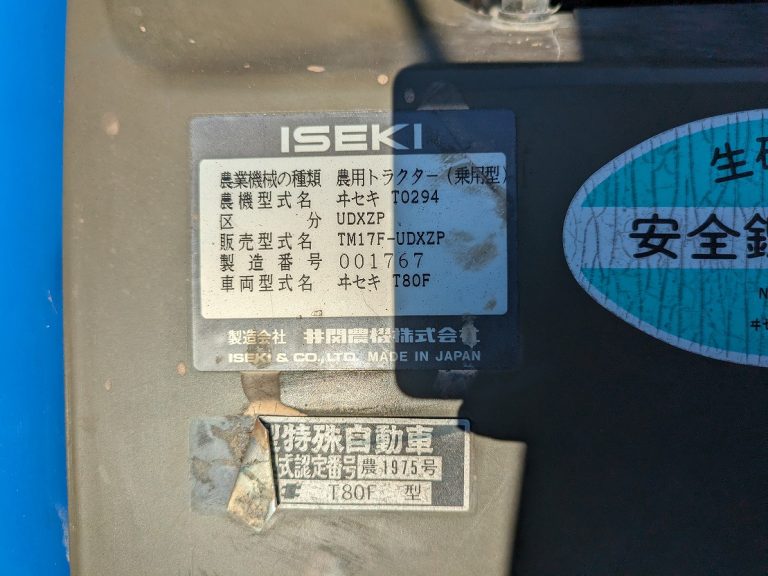 ISEKI
農業機械の種類 農用トラクター(乗用型)
農機型式名 ヰセキ T0294
区分 UDXZP
販売型式名 TM17F-UDXZP
製造番号 001767
車両型式名 ヰセキ T80F
製造会社 井関農機株式会社
ISEKI & CO., LTD. MADE IN JAPAN
特殊自動車
式認定番号 農1975号
T80F 型
生研
安全鑑
N
ヰセ